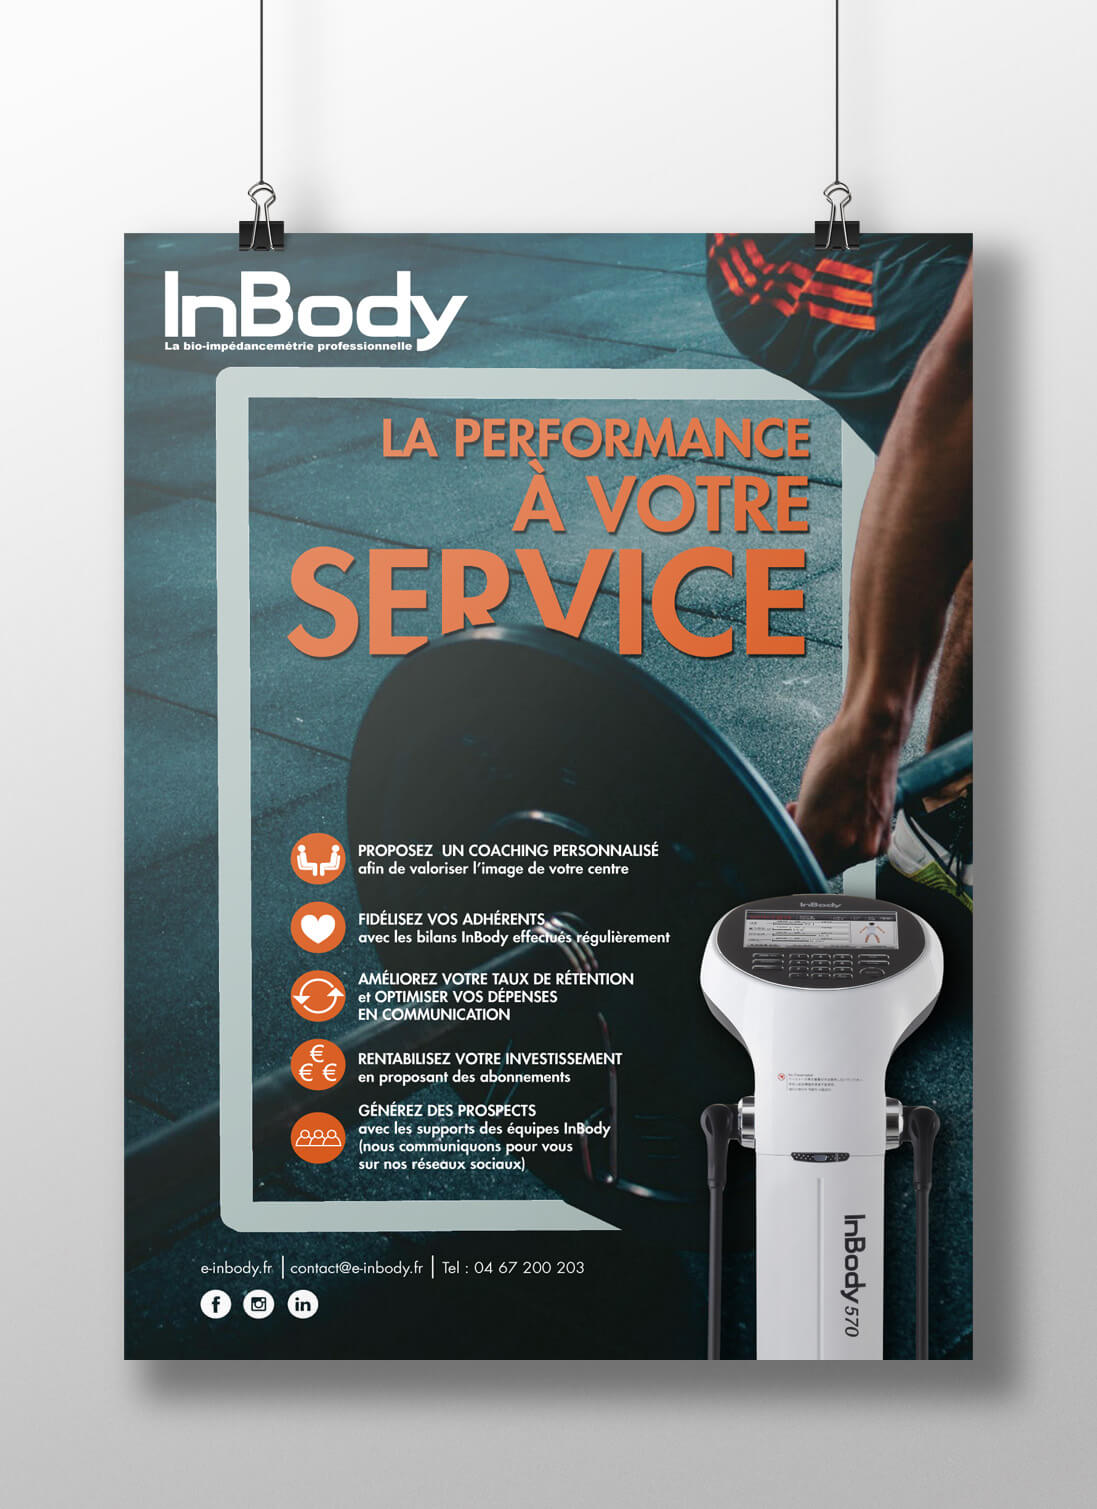 InBody
La bio-impédancemétrie professionnelle
LA PERFORMANCE
À VOTRE
SERVICE
PROPOSEZ UN COACHING PERSONNALISÉ
afin de valoriser l'image de votre centre
FIDÉLISEZ VOS ADHÉRENTS
avec les bilans InBody effectués régulièrement
AMÉLIOREZ VOTRE TAUX DE RÉTENTION
et OPTIMISER VOS DÉPENSES
EN COMMUNICATION
RENTABILISEZ VOTRE INVESTISSEMENT
en proposant des abonnements
GÉNÉREZ DES PROSPECTS
avec les supports des équipes InBody
(nous communiquons pour vous
sur nos réseaux sociaux)
InBody
InBody 570
e-inbody.fr | contact@e-inbody.fr | Tel : 04 67 200 203
f
in